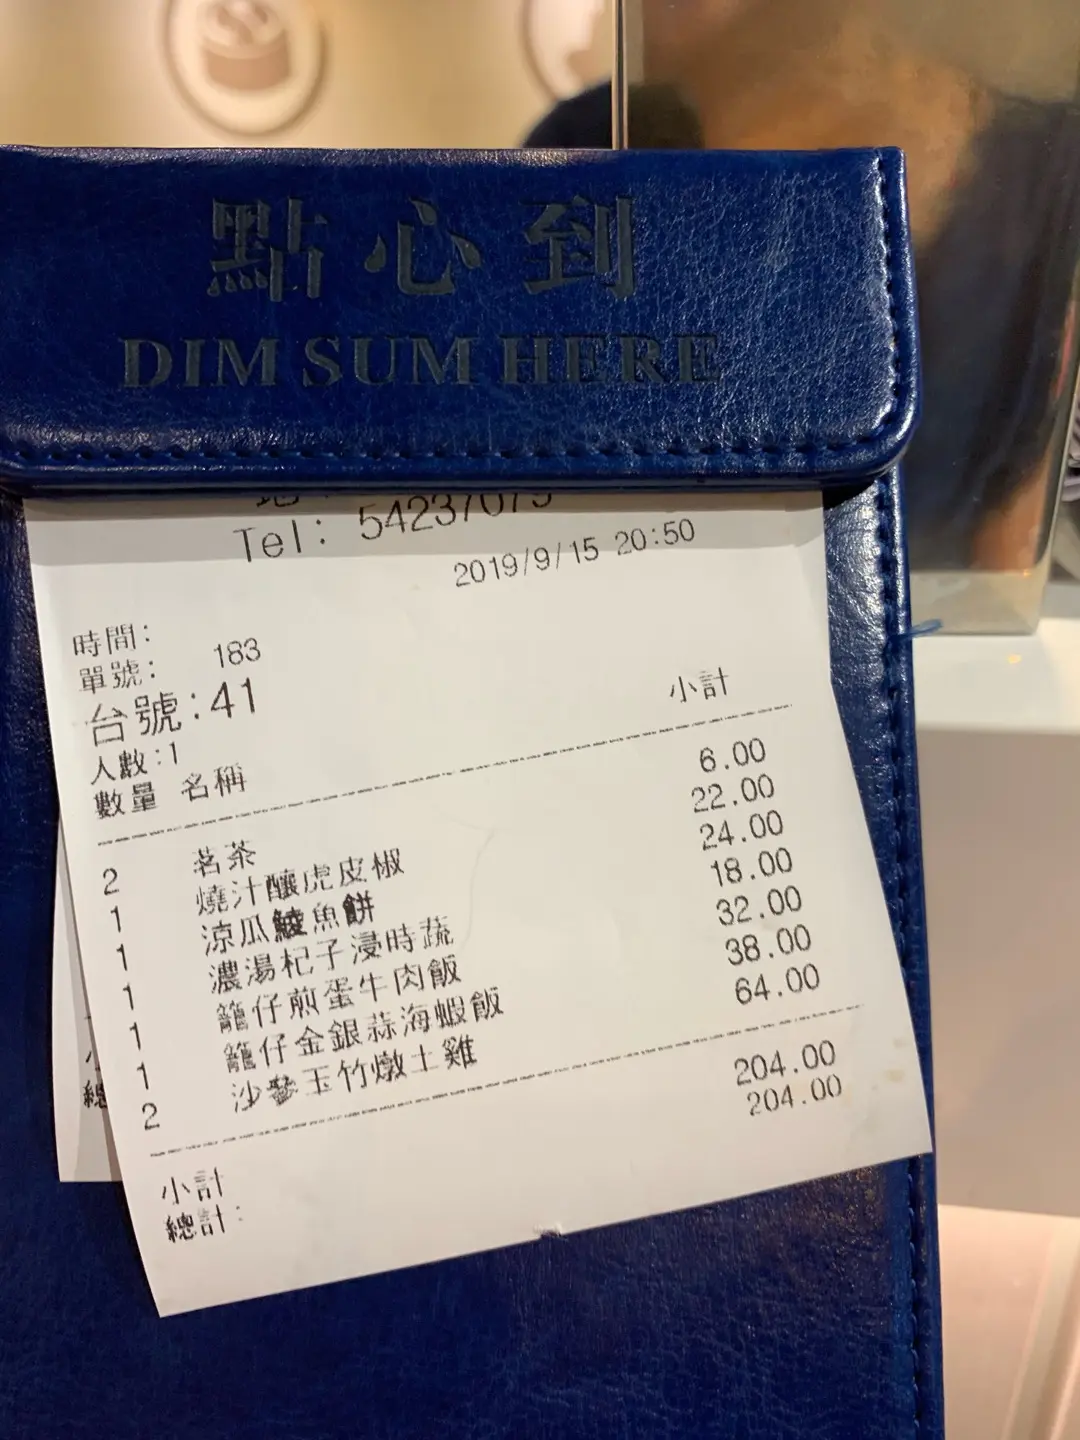 點心到
DIM SUM HERE
Tel: 54237075
2019/9/15 20:50
時間:
單號: 183
台號:41
人數:1
數量 名稱 小計
2 茗茶 6.00
1 燒汁釀虎皮椒 22.00
1 涼瓜鯪魚餅 24.00
1 濃湯杞子浸時蔬 18.00
1 籠仔煎蛋牛肉飯 32.00
1 籠仔金銀蒜海蝦飯 38.00
2 沙參玉竹燉土雞 64.00
小計 204.00
總計: 204.00
總